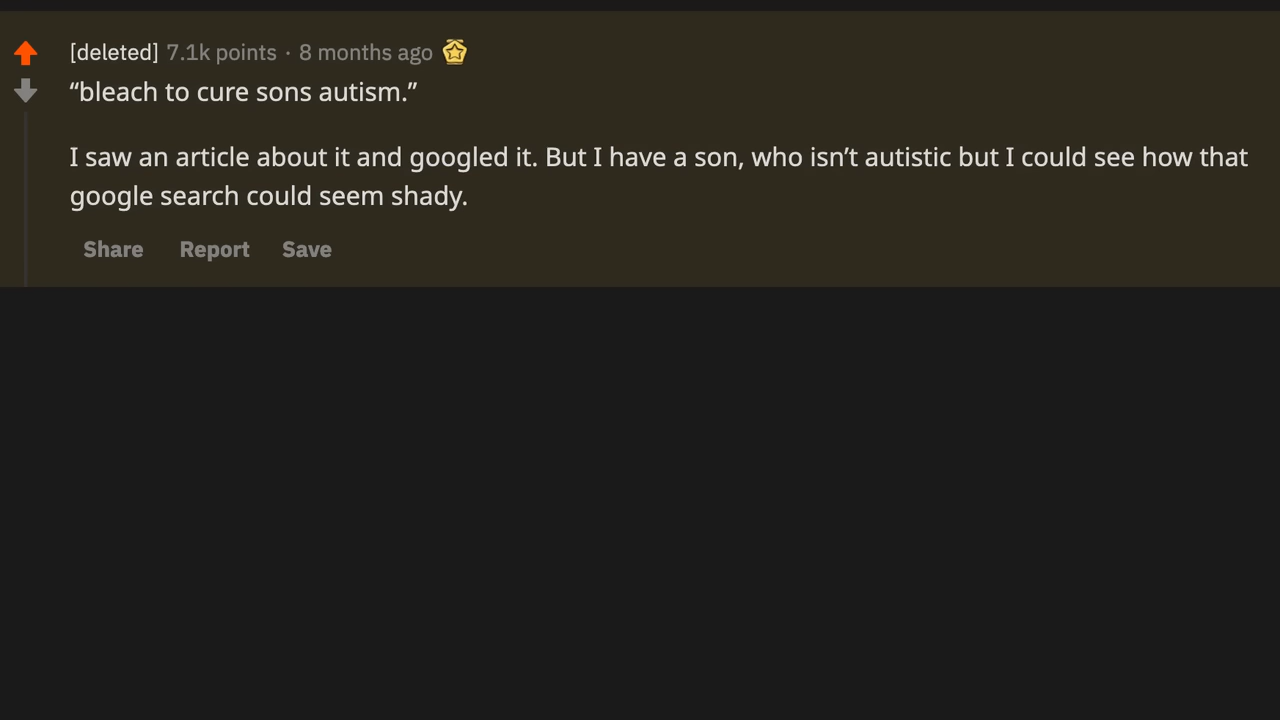 [deleted] 7.1k points · 8 months ago
“bleach to cure sons autism.”
I saw an article about it and googled it. But I have a son, who isn’t autistic but I could see how that
google search could seem shady.
Share Report Save